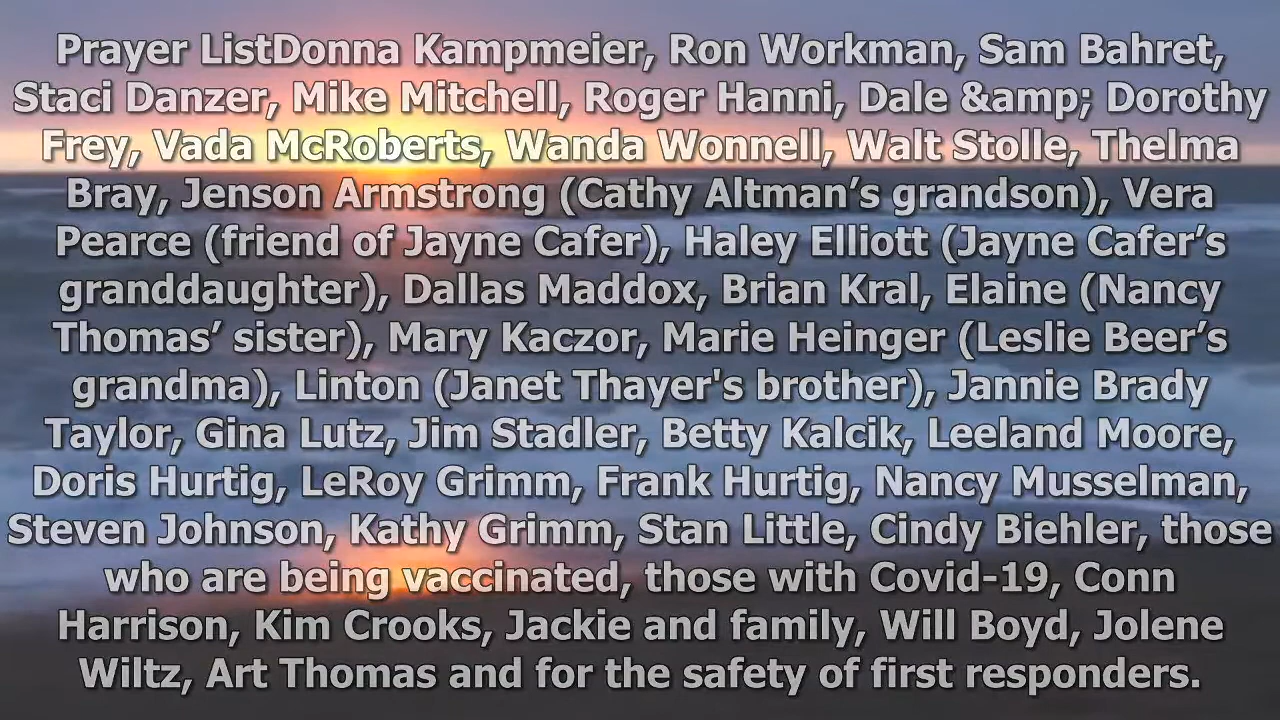 Prayer ListDonna Kampmeier, Ron Workman, Sam Bahret,
Staci Danzer, Mike Mitchell, Roger Hanni, Dale &amp; Dorothy
Frey, Vada McRoberts, Wanda Wonnell, Walt Stolle, Thelma
Bray, Jenson Armstrong (Cathy Altman’s grandson), Vera
Pearce (friend of Jayne Cafer), Haley Elliott (Jayne Cafer’s
granddaughter), Dallas Maddox, Brian Kral, Elaine (Nancy
Thomas’ sister), Mary Kaczor, Marie Heinger (Leslie Beer’s
grandma), Linton (Janet Thayer's brother), Jannie Brady
Taylor, Gina Lutz, Jim Stadler, Betty Kalcik, Leeland Moore,
Doris Hurtig, LeRoy Grimm, Frank Hurtig, Nancy Musselman,
Steven Johnson, Kathy Grimm, Stan Little, Cindy Biehler, those
who are being vaccinated, those with Covid-19, Conn
Harrison, Kim Crooks, Jackie and family, Will Boyd, Jolene
Wiltz, Art Thomas and for the safety of first responders.